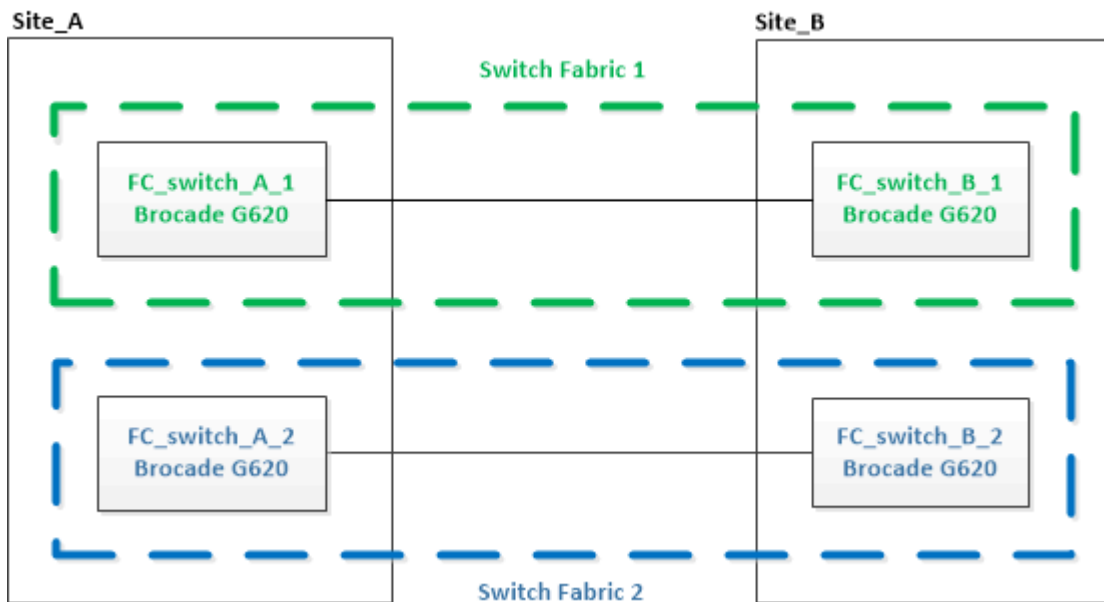 Site_A
Site_B
Switch Fabric 1
FC_switch_A_1
Brocade G620
FC_switch_B_1
Brocade G620
FC_switch_A_2
Brocade G620
FC_switch_B_2
Brocade G620
Switch Fabric 2